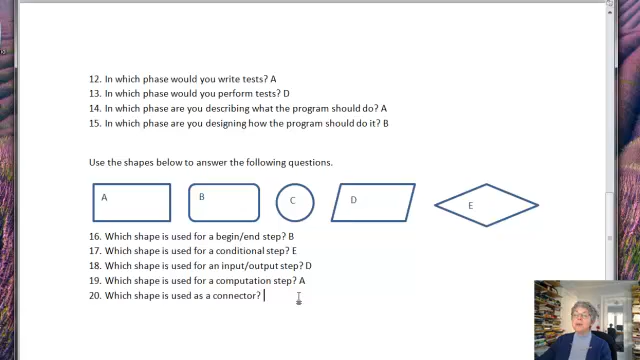 12. In which phase would you write tests? A
13. In which phase would you perform tests? D
14. In which phase are you describing what the program should do? A
15. In which phase are you designing how the program should do it? B
Use the shapes below to answer the following questions.
A B C D E
16. Which shape is used for a begin/end step? B
17. Which shape is used for a conditional step? E
18. Which shape is used for an input/output step? D
19. Which shape is used for a computation step? A
20. Which shape is used as a connector?